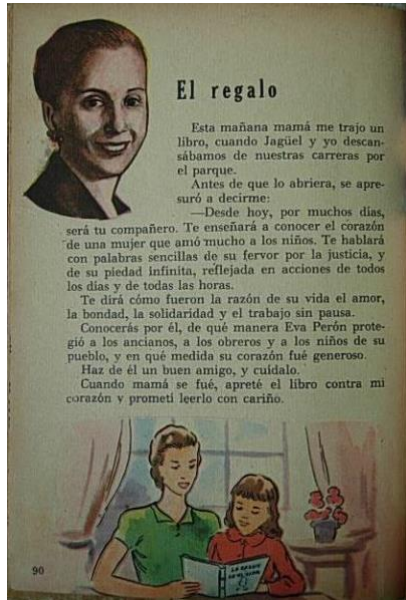 El regalo
Esta mañana mamá me trajo un
libro, cuando Jagüel y yo descan-
sábamos de nuestras carreras por
el parque.
Antes de que lo abriera, se apre-
suró a decirme:
—Desde hoy, por muchos días,
será tu compañero. Te enseñará a conocer el corazón
de una mujer que amó mucho a los niños. Te hablará
con palabras sencillas de su fervor por la justicia, y
de su piedad infinita, reflejada en acciones de todos
los días y de todas las horas.
Te dirá cómo fueron la razón de su vida el amor,
la bondad, la solidaridad y el trabajo sin pausa.
Conocerás por él, de qué manera Eva Perón prote-
gió a los ancianos, a los obreros y a los niños de su
pueblo, y en qué medida su corazón fué generoso.
Haz de él un buen amigo, y cuídalo.
Cuando mamá se fué, apreté el libro contra mi
corazón y prometí leerlo con cariño.
LA RAZON
DE MI VIDA
90